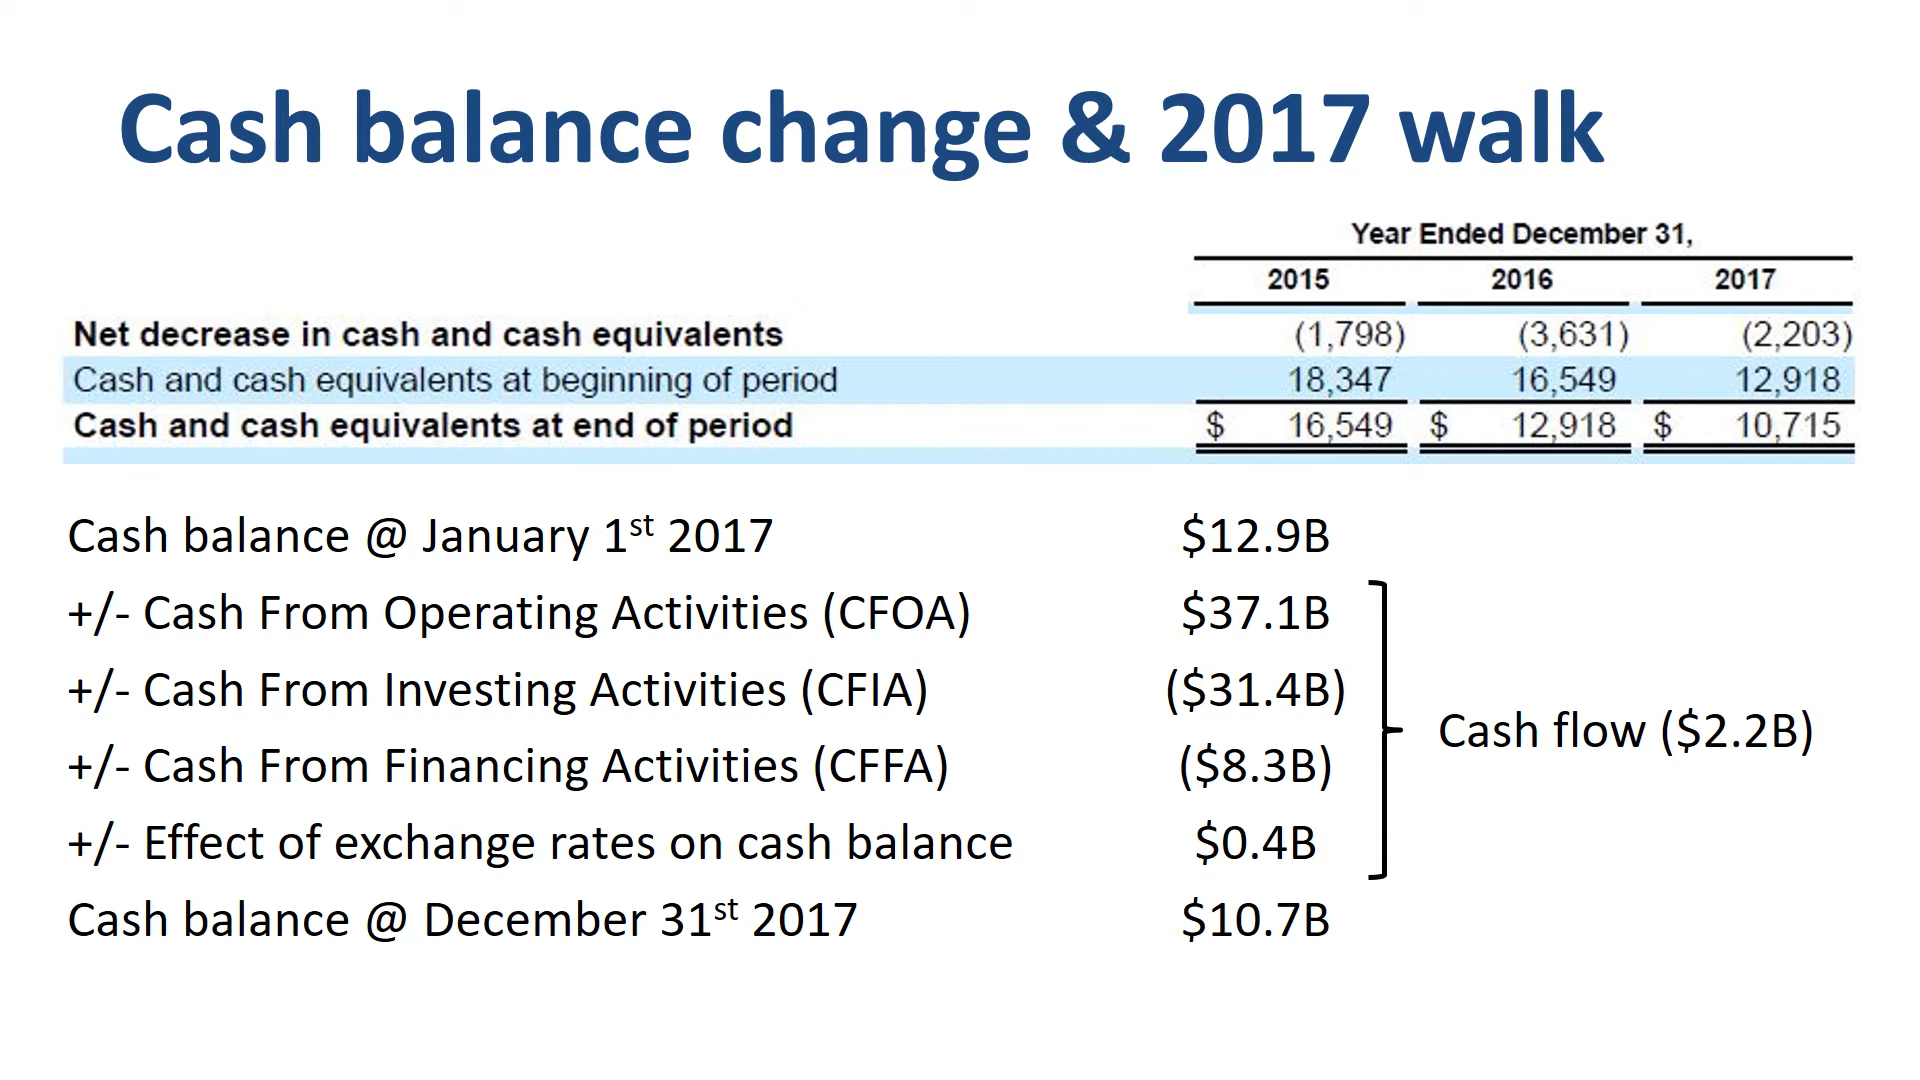 Cash balance change & 2017 walk
Year Ended December 31,
2015 2016 2017
Net decrease in cash and cash equivalents (1,798) (3,631) (2,203)
Cash and cash equivalents at beginning of period 18,347 16,549 12,918
Cash and cash equivalents at end of period $ 16,549 $ 12,918 $ 10,715
Cash balance @ January 1st 2017 $12.9B
+/- Cash From Operating Activities (CFOA) $37.1B
+/- Cash From Investing Activities (CFIA) ($31.4B)
Cash flow ($2.2B)
+/- Cash From Financing Activities (CFFA) ($8.3B)
+/- Effect of exchange rates on cash balance $0.4B
Cash balance @ December 31st 2017 $10.7B